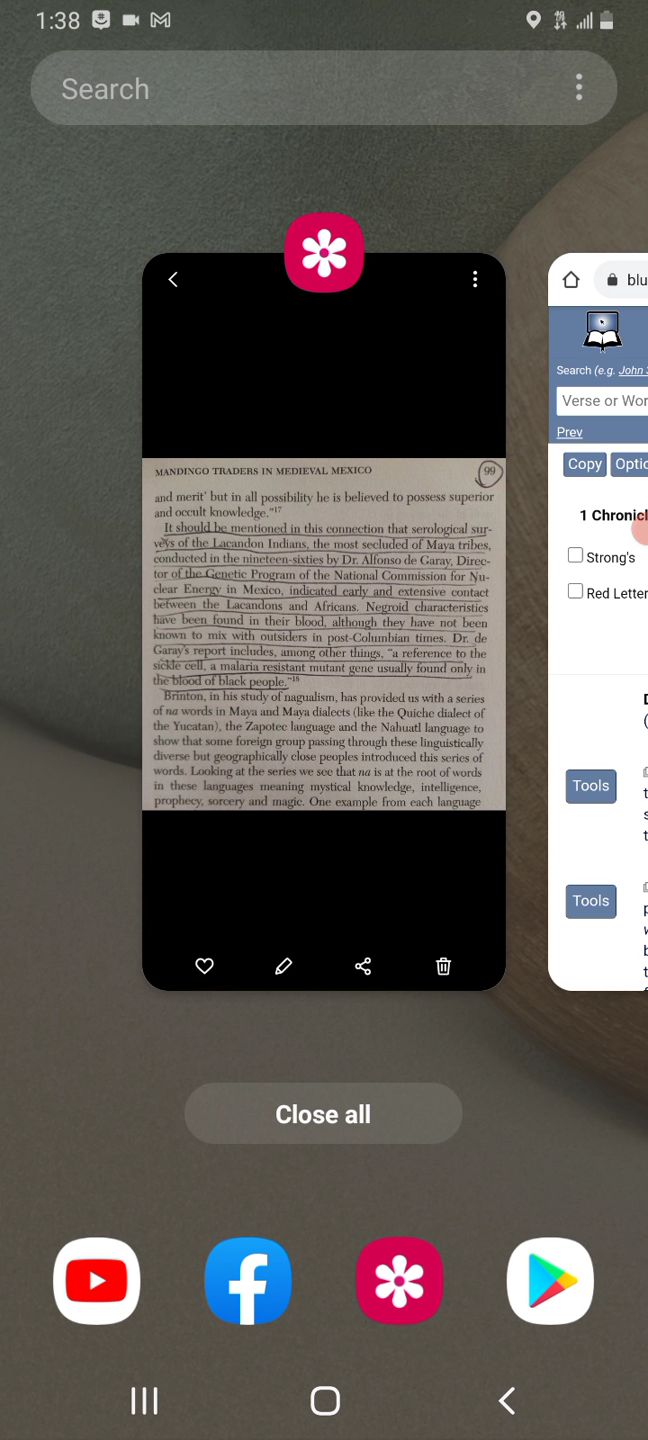 1:38
Search
MANDINGO TRADERS IN MEDIEVAL MEXICO 99
and merit' but in all possibility he is believed to possess superior
and occult knowledge."17
It should be mentioned in this connection that serological sur-
veys of the Lacandon Indians, the most secluded of Maya tribes,
conducted in the nineteen-sixties by Dr. Alfonso de Garay, Direc-
tor of the Genetic Program of the National Commission for Nu-
clear Energy in Mexico, indicated early and extensive contact
between the Lacandons and Africans. Negroid characteristics
have been found in their blood, although they have not been
known to mix with outsiders in post-Columbian times. Dr. de
Garay's report includes, among other things, "a reference to the
sickle cell, a malaria resistant mutant gene usually found only in
the blood of black people."18
Brinton, in his study of nagualism, has provided us with a series
of na words in Maya and Maya dialects (like the Quiche dialect of
the Yucatan), the Zapotec language and the Nahuatl language to
show that some foreign group passing through these linguistically
diverse but geographically close peoples introduced this series of
words. Looking at the series we see that na is at the root of words
in these languages meaning mystical knowledge, intelligence,
prophecy, sorcery and magic. One example from each language
blu
Search (e.g. John 3
Verse or Wor
Prev
Copy Optio
1 Chronicl
Strong's
Red Letter
Tools
Tools
Close all